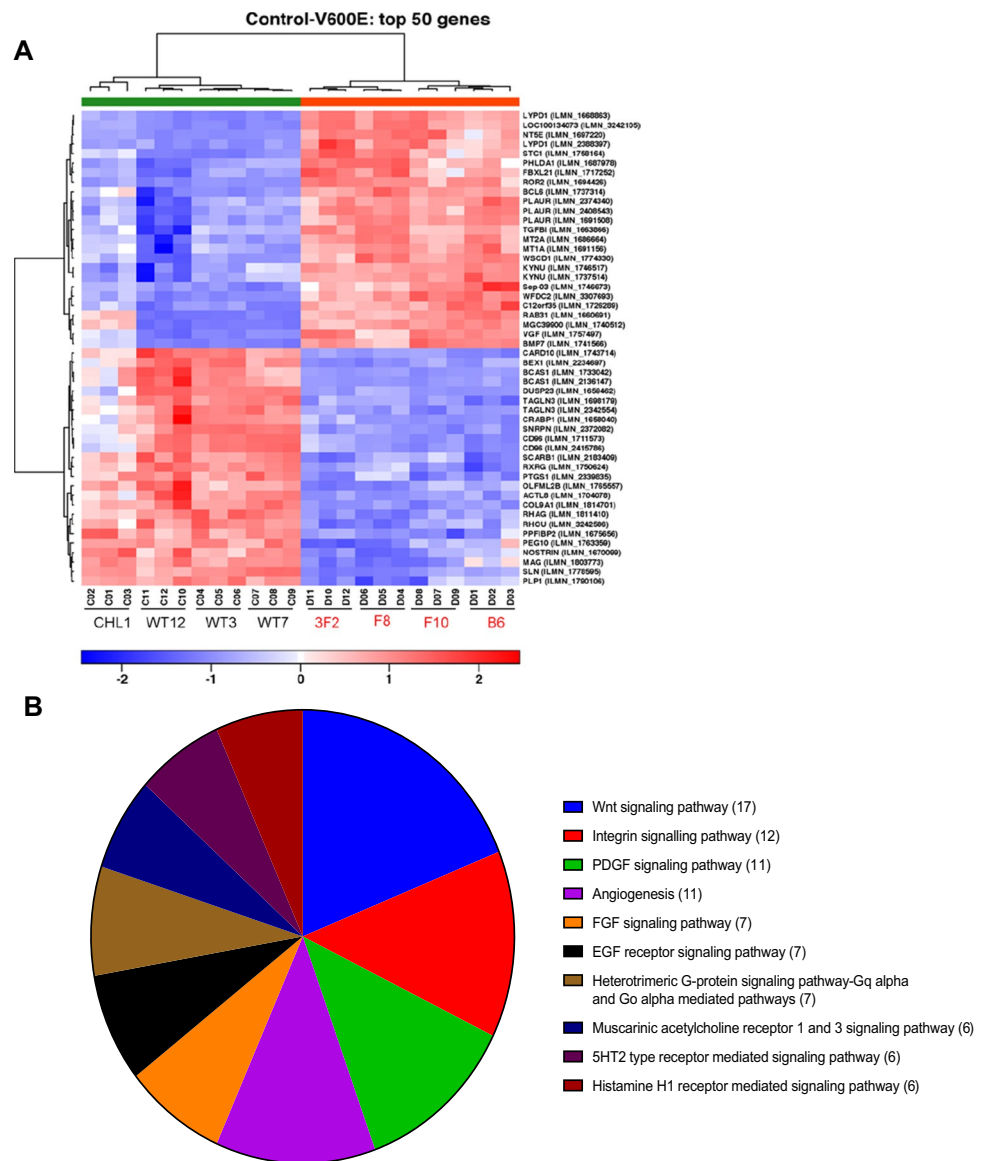 Control-V600E: top 50 genes
A
LYPD1 (ILMN_1668863)
LOC100134073 (ILMN_3242105)
NT5E (ILMN_1697220)
LYPD1 (ILMN_2388397)
STC1 (ILMN_1758164)
PHLDA1 (ILMN_1687978)
FBXL21 (ILMN_1717252)
ROR2 (ILMN_1694426)
BCL6 (ILMN_1737314)
PLAUR (ILMN_2374340)
PLAUR (ILMN_2408543)
PLAUR (ILMN_1691508)
TGFBI (ILMN_1663866)
MT2A (ILMN_1686664)
MT1A (ILMN_1691156)
WSCD1 (ILMN_1774330)
KYNU (ILMN_1746517)
KYNU (ILMN_1737514)
Sep-03 (ILMN_1746673)
WFDC2 (ILMN_3307693)
C12orf35 (ILMN_1726289)
RAB31 (ILMN_1660691)
MGC39900 (ILMN_1740512)
VGF (ILMN_1757497)
BMP7 (ILMN_1741566)
CARD10 (ILMN_1743714)
BEX1 (ILMN_2234697)
BCAS1 (ILMN_1733042)
BCAS1 (ILMN_2136147)
DUSP23 (ILMN_1656462)
TAGLN3 (ILMN_1698179)
TAGLN3 (ILMN_2342554)
CRABP1 (ILMN_1658040)
SNRPN (ILMN_2372082)
CD96 (ILMN_1711573)
CD96 (ILMN_2415786)
SCARB1 (ILMN_2183409)
RXRG (ILMN_1750624)
PTGS1 (ILMN_2339835)
OLFML2B (ILMN_1765557)
ACTL8 (ILMN_1704078)
COL9A1 (ILMN_1814701)
RHAG (ILMN_1811410)
RHOU (ILMN_3242586)
PPFIBP2 (ILMN_1675656)
PEG10 (ILMN_1763359)
NOSTRIN (ILMN_1670099)
MAG (ILMN_1803773)
SLN (ILMN_1778595)
PLP1 (ILMN_1790106)
C02 C01 C03 C11 C12 C10 C04 C05 C06 C07 C08 C09 D11 D10 D12 D06 D05 D04 D08 D07 D09 D01 D02 D03
CHL1 WT12 WT3 WT7 3F2 F8 F10 B6
-2 -1 0 1 2
B
Wnt signaling pathway (17)
Integrin signalling pathway (12)
PDGF signaling pathway (11)
Angiogenesis (11)
FGF signaling pathway (7)
EGF receptor signaling pathway (7)
Heterotrimeric G-protein signaling pathway-Gq alpha
and Go alpha mediated pathways (7)
Muscarinic acetylcholine receptor 1 and 3 signaling pathway (6)
5HT2 type receptor mediated signaling pathway (6)
Histamine H1 receptor mediated signaling pathway (6)